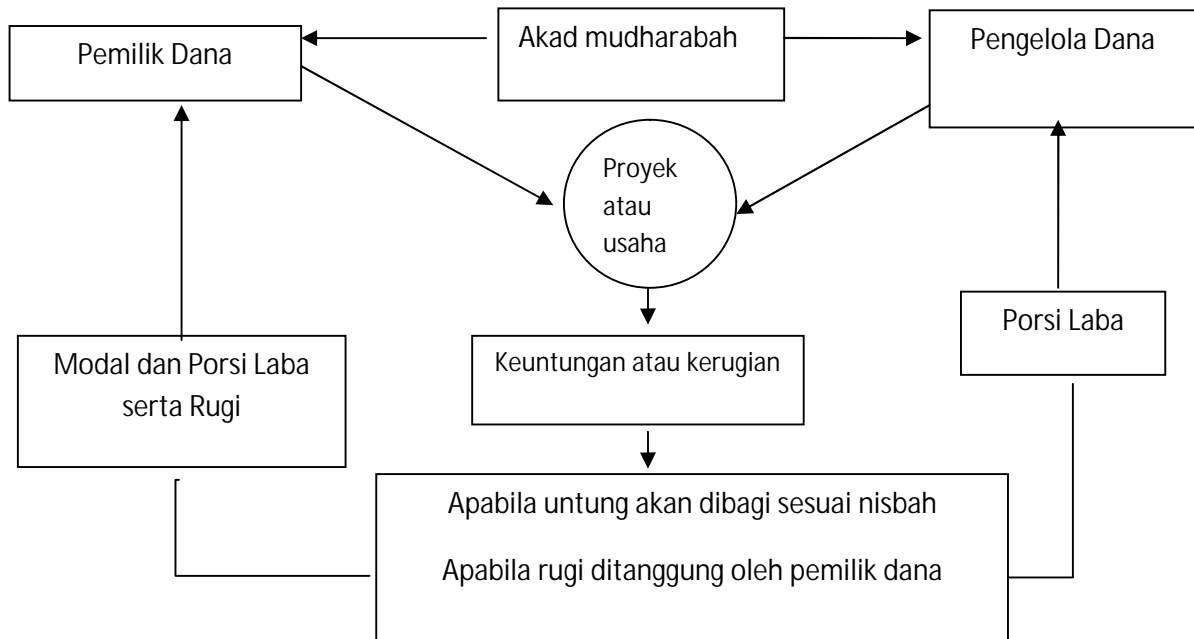 Pemilik Dana
Akad mudharabah
Pengelola Dana
Proyek
atau
usaha
Modal dan Porsi Laba
serta Rugi
Keuntungan atau kerugian
Porsi Laba
Apabila untung akan dibagi sesuai nisbah
Apabila rugi ditanggung oleh pemilik dana